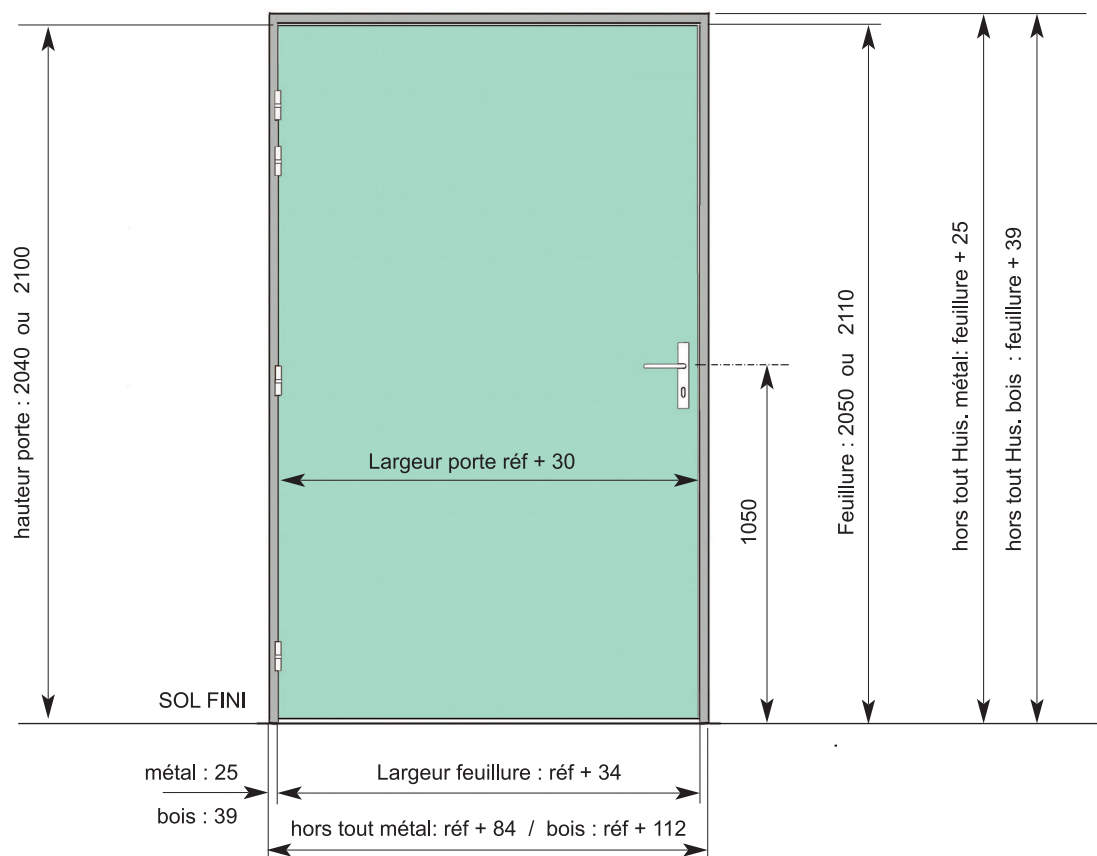 hauteur porte : 2040 ou 2100
Largeur porte réf + 30
1050
Feuillure : 2050 ou 2110
hors tout Huis. métal: feuillure + 25
hors tout Hus. bois : feuillure + 39
SOL FINI
métal : 25
bois : 39
Largeur feuillure : réf + 34
hors tout métal: réf + 84 / bois : réf + 112